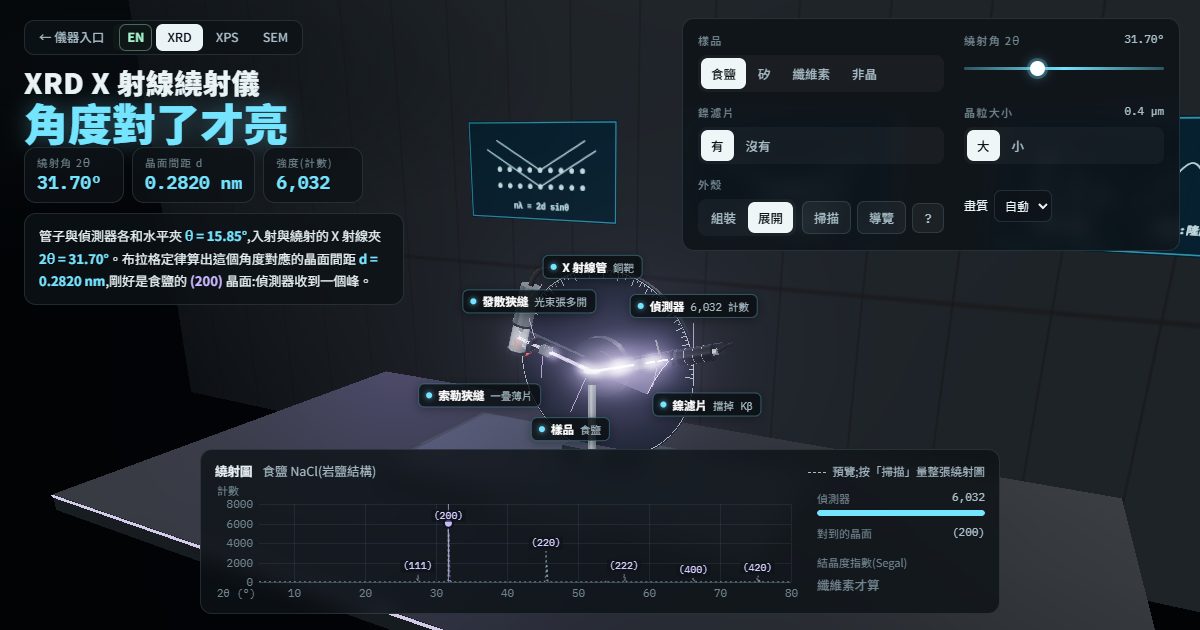 ← 儀器入口 EN XRD XPS SEM
XRD X 射線繞射儀
角度對了才亮
繞射角 2θ
31.70°
晶面間距 d
0.2820 nm
強度(計數)
6,032
管子與偵測器各和水平夾 θ = 15.85°,入射與繞射的 X 射線夾
2θ = 31.70°。布拉格定律算出這個角度對應的晶面間距 d =
0.2820 nm,剛好是食鹽的 (200) 晶面:偵測器收到一個峰。
樣品
食鹽 矽 纖維素 非晶
繞射角 2θ 31.70°
鎳濾片
有 沒有
晶粒大小 0.4 μm
大 小
外殼
組裝 展開 掃描 導覽 ?
畫質 自動
nλ = 2d sinθ
X 射線管 銅靶
發散狹縫 光束張多開
偵測器 6,032 計數
索勒狹縫 一疊薄片
鎳濾片 擋掉 Kβ
樣品 食鹽
繞射圖 食鹽 NaCl(岩鹽結構)
預覽;按「掃描」量整張繞射圖
計數
8000
6000
4000
2000
0
(111)
(200)
(220)
(222)
(400)
(420)
2θ (°) 10 20 30 40 50 60 70 80
偵測器 6,032
對到的晶面 (200)
結晶度指數(Segal)
纖維素才算